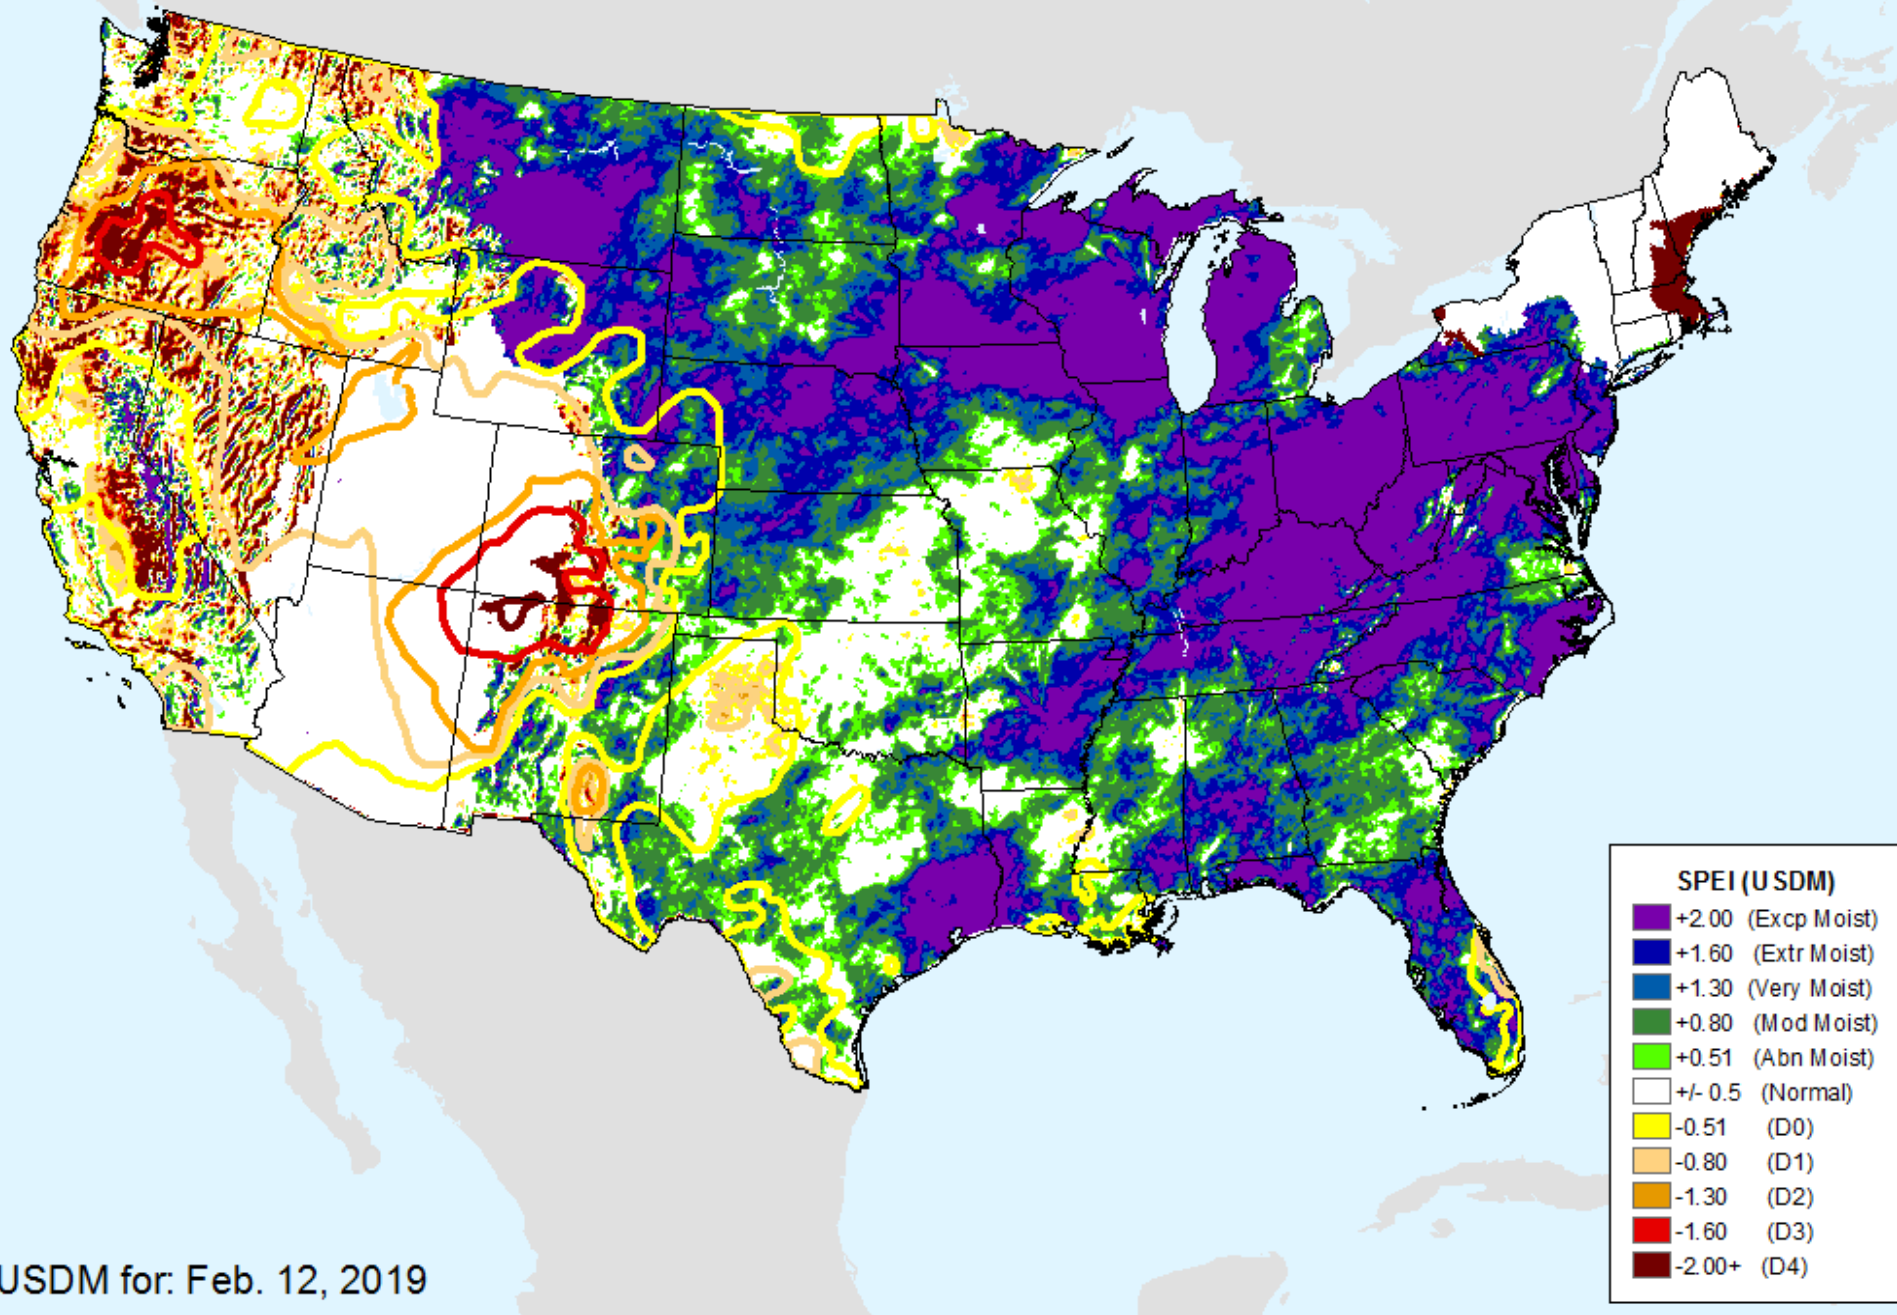 SPEI (USDM)
+2.00 (Excp Moist)
+1.60 (Extr Moist)
+1.30 (Very Moist)
+0.80 (Mod Moist)
+0.51 (Abn Moist)
+/- 0.5 (Normal)
-0.51 (D0)
-0.80 (D1)
-1.30 (D2)
-1.60 (D3)
-2.00+ (D4)
USDM for: Feb. 12, 2019